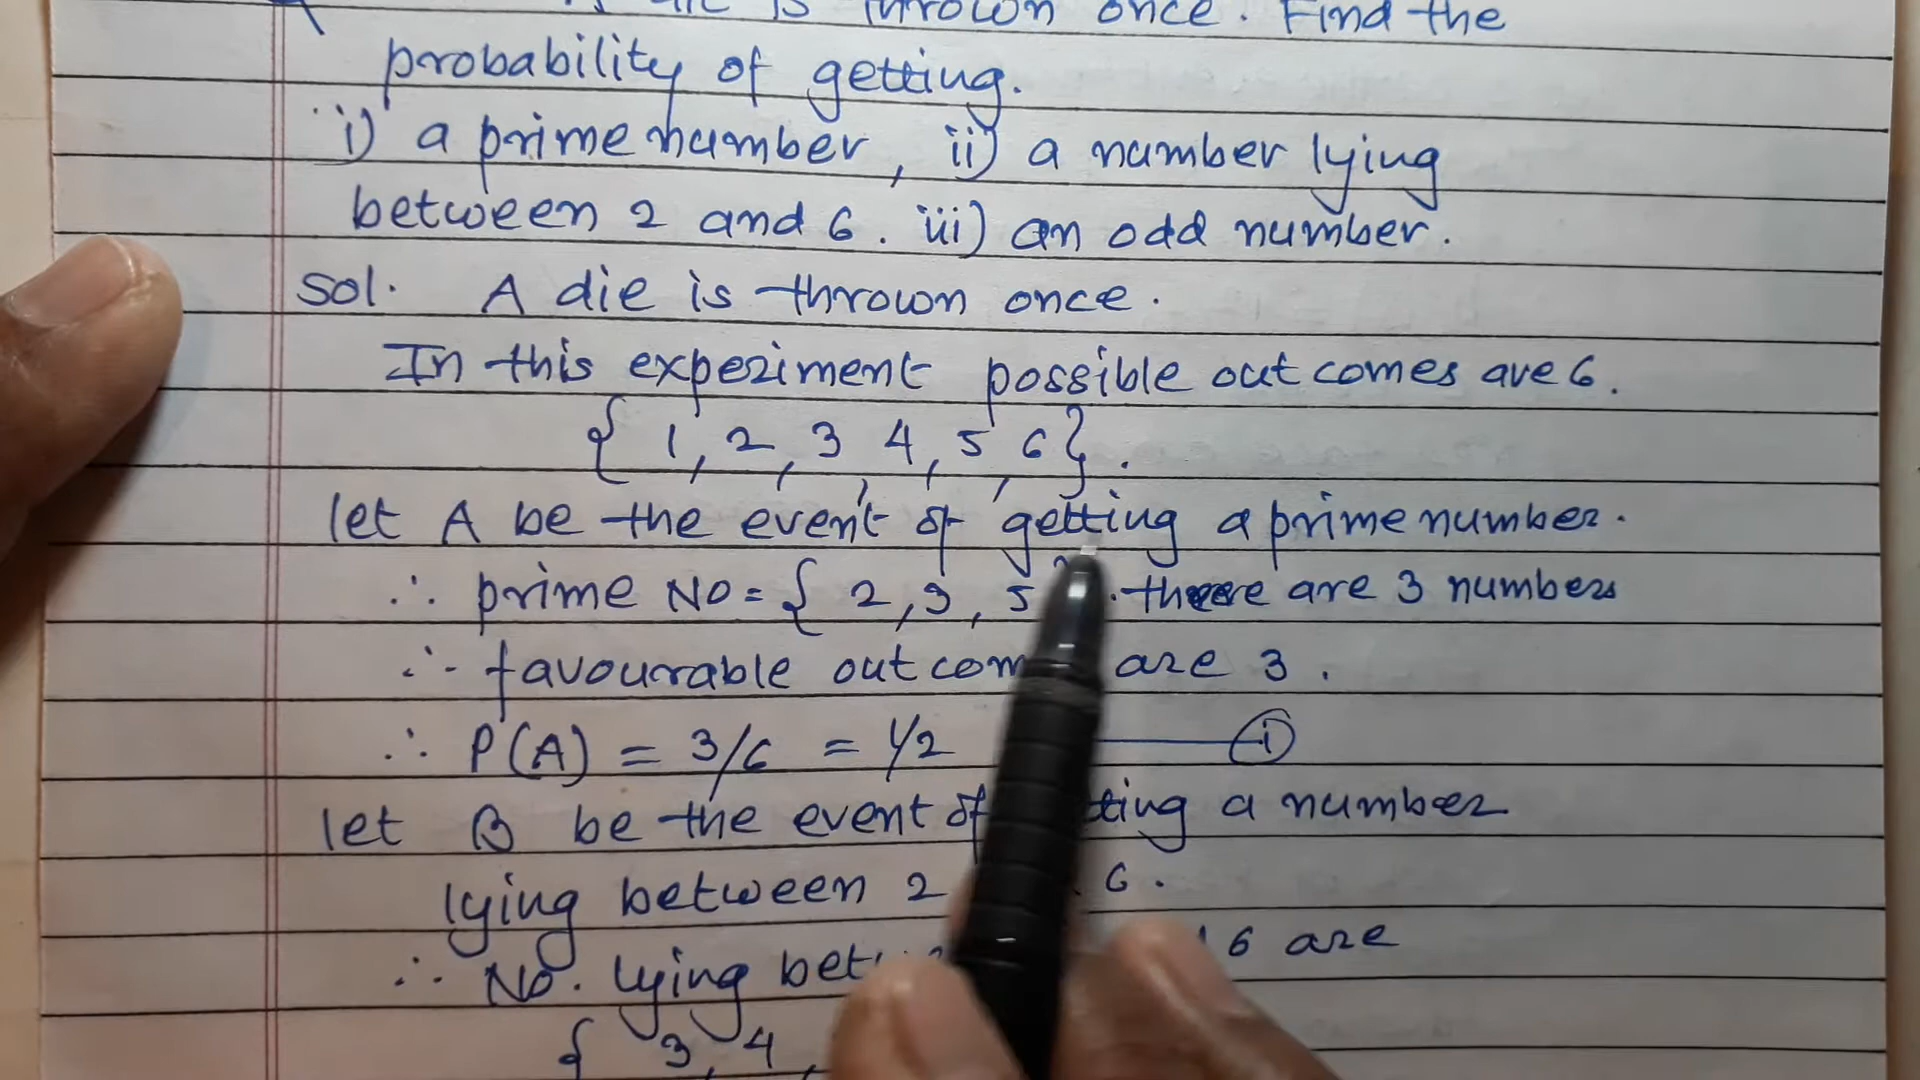 die is thrown once. Find the
probability of getting.
i) a prime number, ii) a number lying
between 2 and 6. iii) an odd number.
Sol. A die is thrown once.
In this experiment possible out comes are 6.
{ 1, 2, 3, 4, 5, 6}.
let A be the event of getting a prime number.
∴ prime NO = { 2, 3, 5 . there are 3 numbers
∴ favourable out com are 3.
∴ P(A) = 3/6 = 1/2 ——— ①
let B be the event of ting a number
lying between 2 6.
∴ No. lying bet 6 are
{ 3, 4,